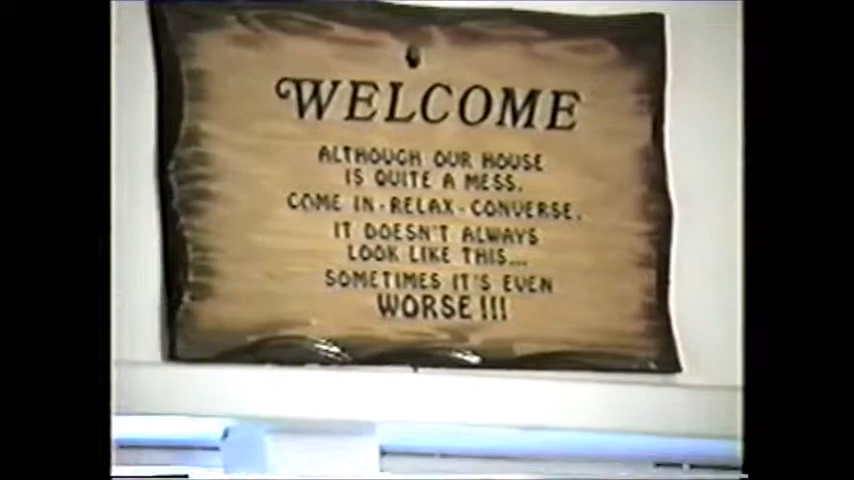 WELCOME
ALTHOUGH OUR HOUSE
IS QUITE A MESS.
COME IN - RELAX - CONVERSE.
IT DOESN'T ALWAYS
LOOK LIKE THIS...
SOMETIMES IT'S EVEN
WORSE!!!